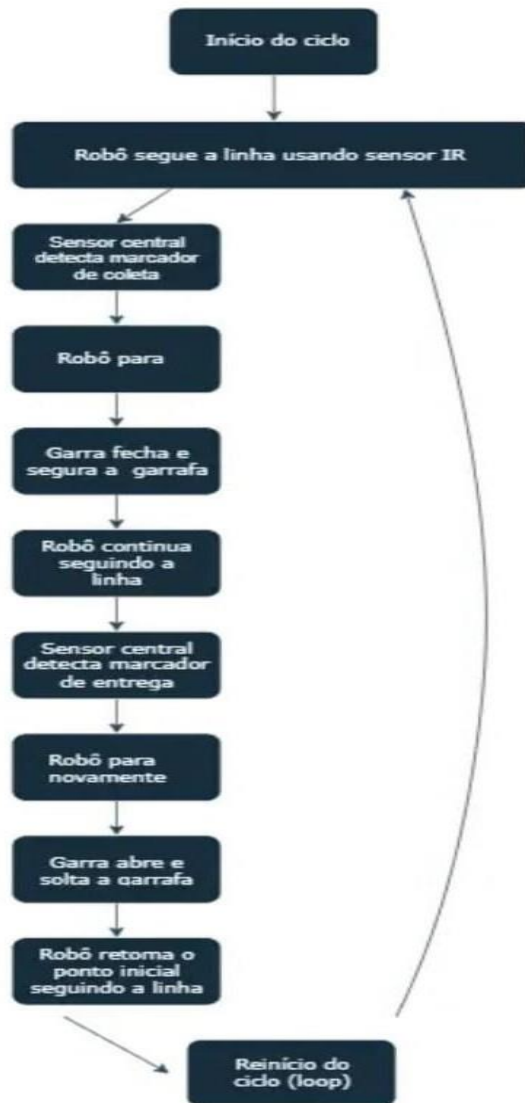 Início do ciclo
Robô segue a linha usando sensor IR
Sensor central
detecta marcador
de coleta
Robô para
Garra fecha e
segura a garrafa
Robô continua
seguindo a
linha
Sensor central
detecta marcador
de entrega
Robô para
novamente
Garra abre e
solta a garrafa
Robô retorna o
ponto inicial
seguindo a linha
Reinício do
ciclo (loop)